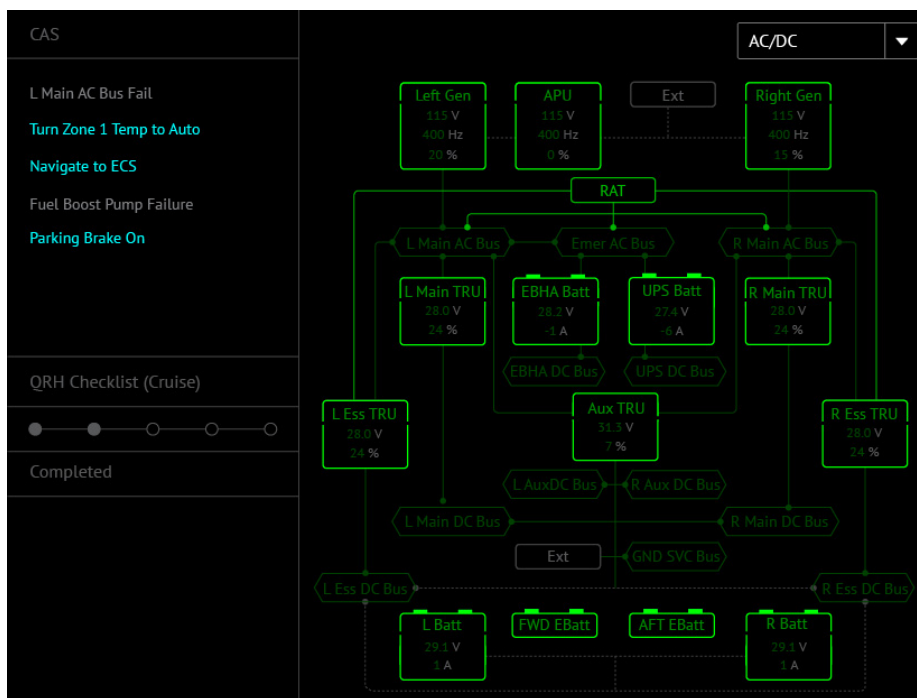 CAS
L Main AC Bus Fail
Turn Zone 1 Temp to Auto
Navigate to ECS
Fuel Boost Pump Failure
Parking Brake On
QRH Checklist (Cruise)
Completed
AC/DC
Left Gen
115 V
400 Hz
20 %
APU
115 V
400 Hz
0 %
Ext
Right Gen
115 V
400 Hz
15 %
RAT
L Main AC Bus
Emer AC Bus
R Main AC Bus
L Main TRU
28.0 V
24 %
EBHA Batt
28.2 V
-1 A
UPS Batt
27.4 V
-6 A
R Main TRU
28.0 V
24 %
EBHA DC Bus
UPS DC Bus
L Ess TRU
28.0 V
24 %
Aux TRU
31.3 V
7 %
R Ess TRU
28.0 V
24 %
L AuxDC Bus
R Aux DC Bus
L Main DC Bus
R Main DC Bus
Ext
GND SVC Bus
L Ess DC Bus
R Ess DC Bus
L Batt
29.1 V
1 A
FWD EBatt
AFT EBatt
R Batt
29.1 V
1 A